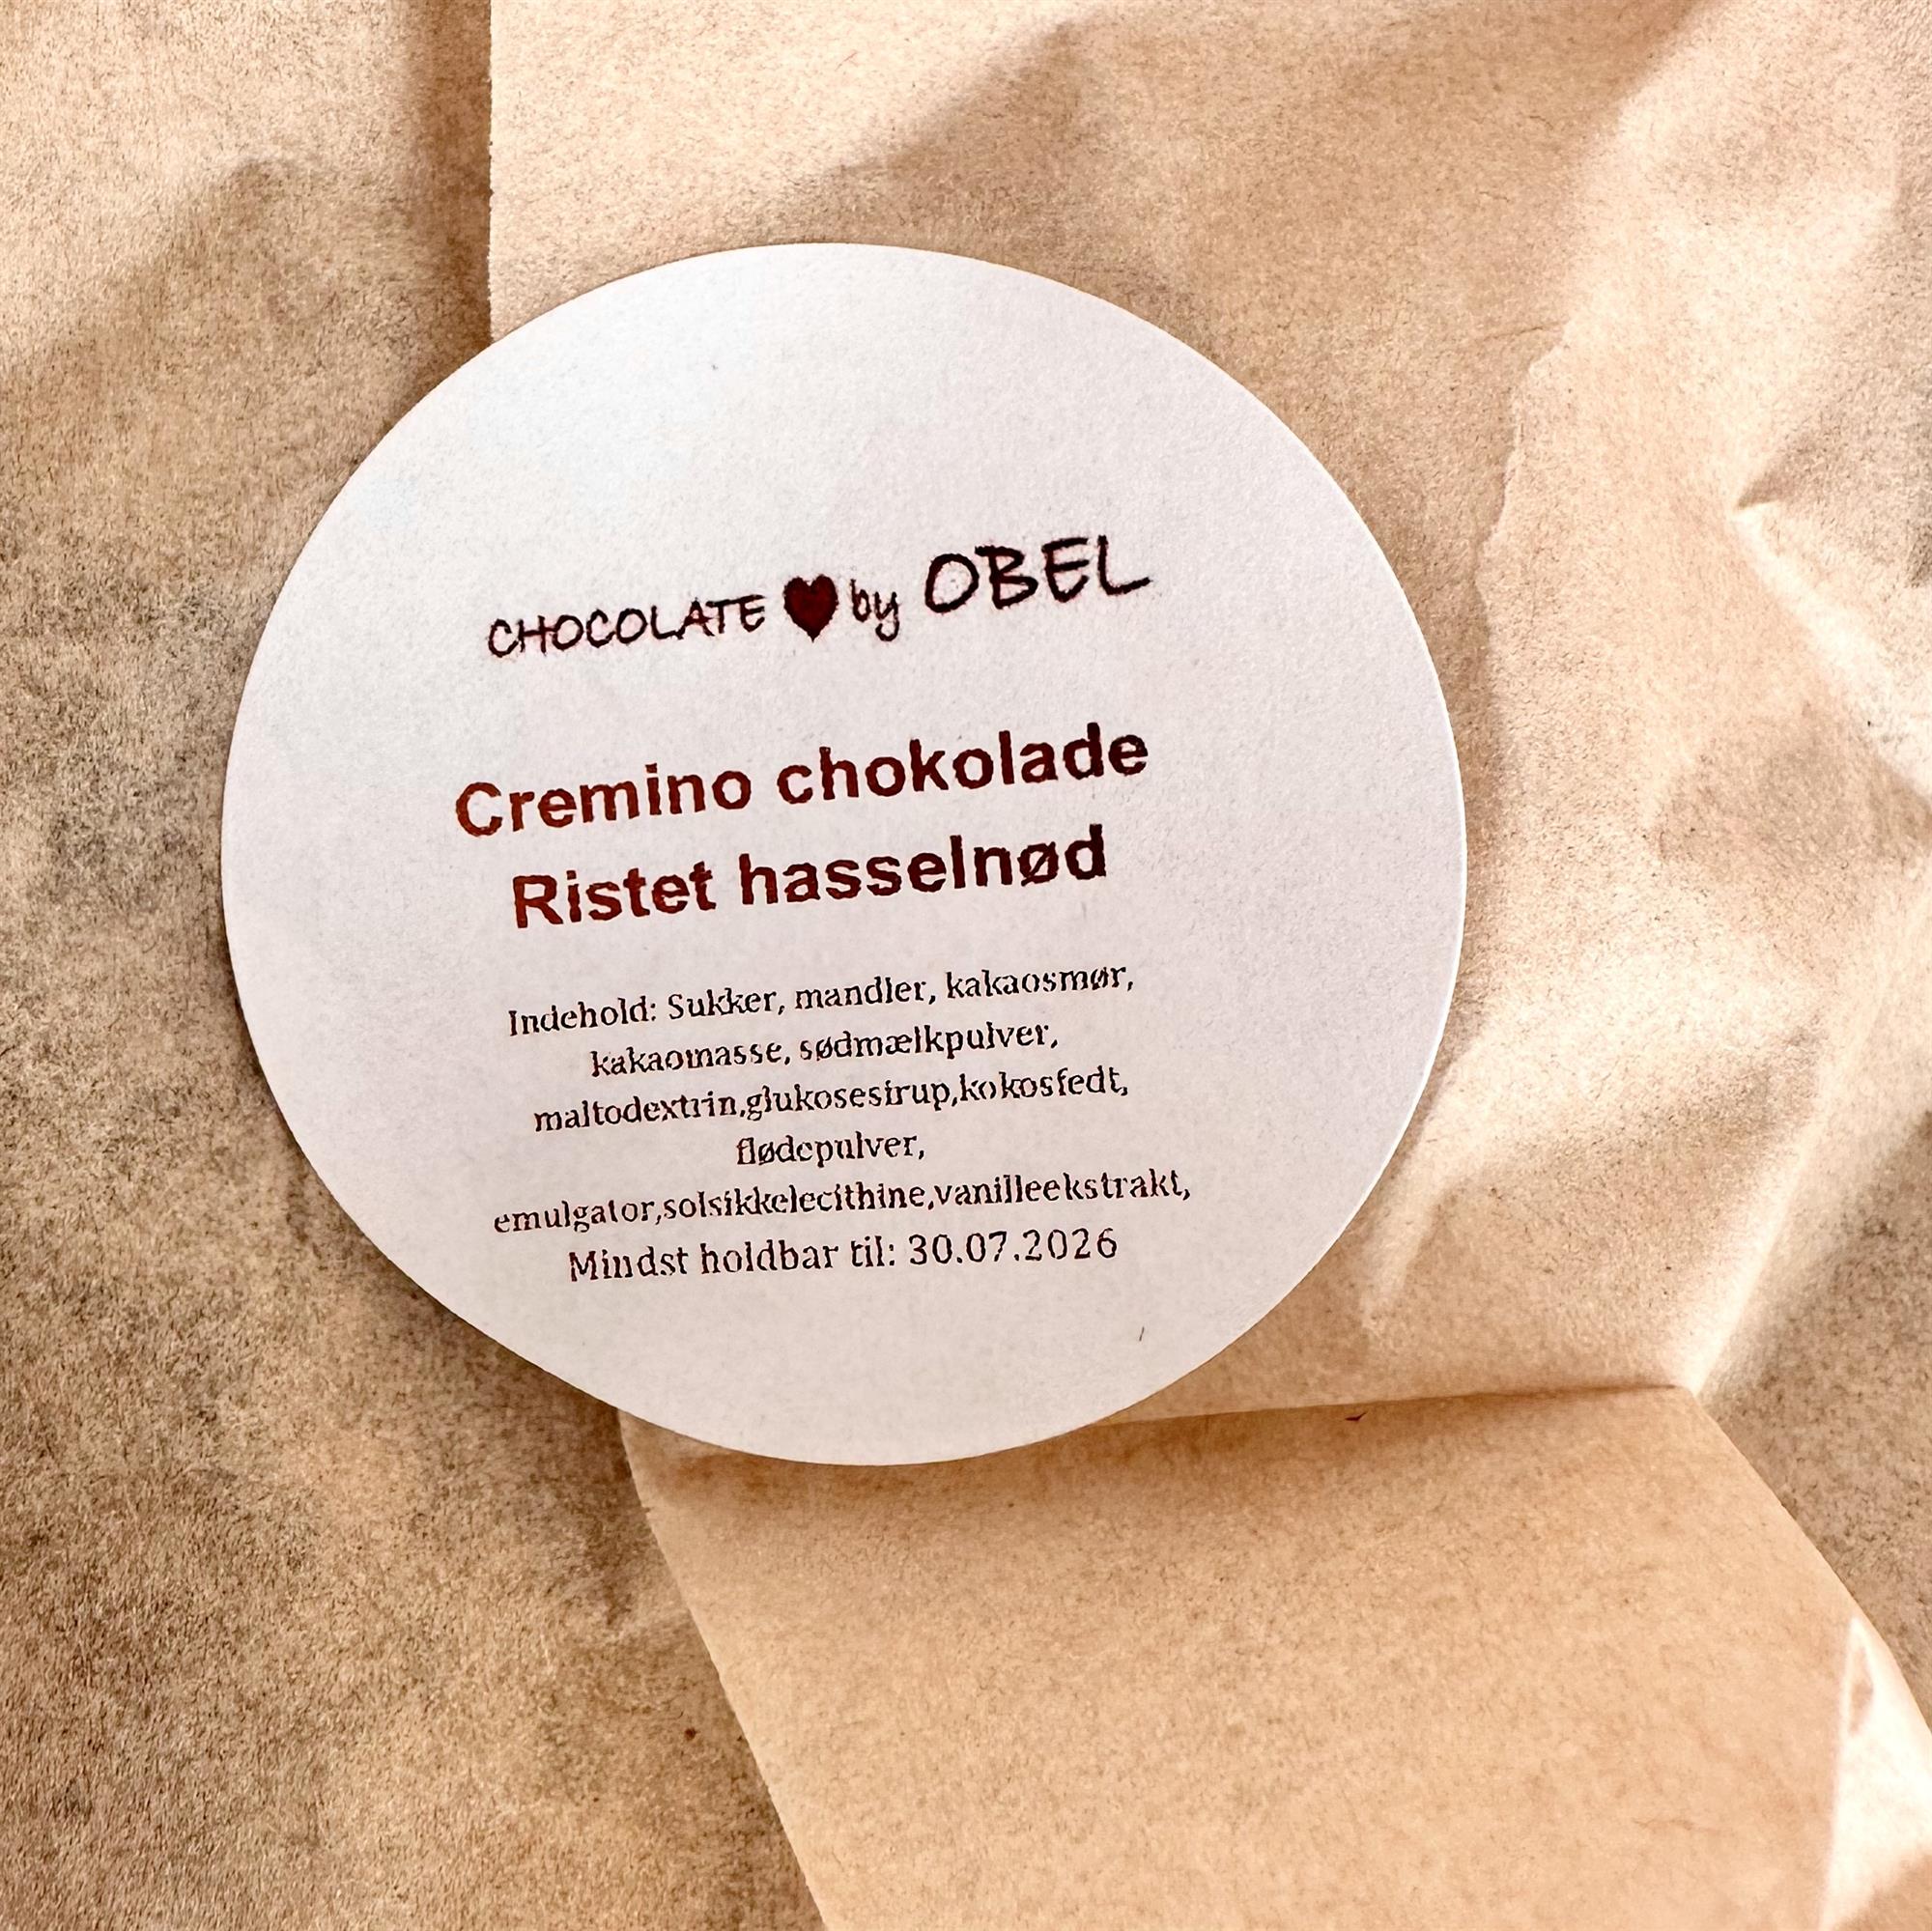 CHOCOLATE by OBEL
Cremino chokolade
Ristet hasselnød
Indehold: Sukker, mandler, kakaosmør,
kakaomasse, sødmælkpulver,
maltodextrin,glukosesirup,kokosfedt,
flødepulver,
emulgator,solsikkelecithine,vanilleekstrakt,
Mindst holdbar til: 30.07.2026